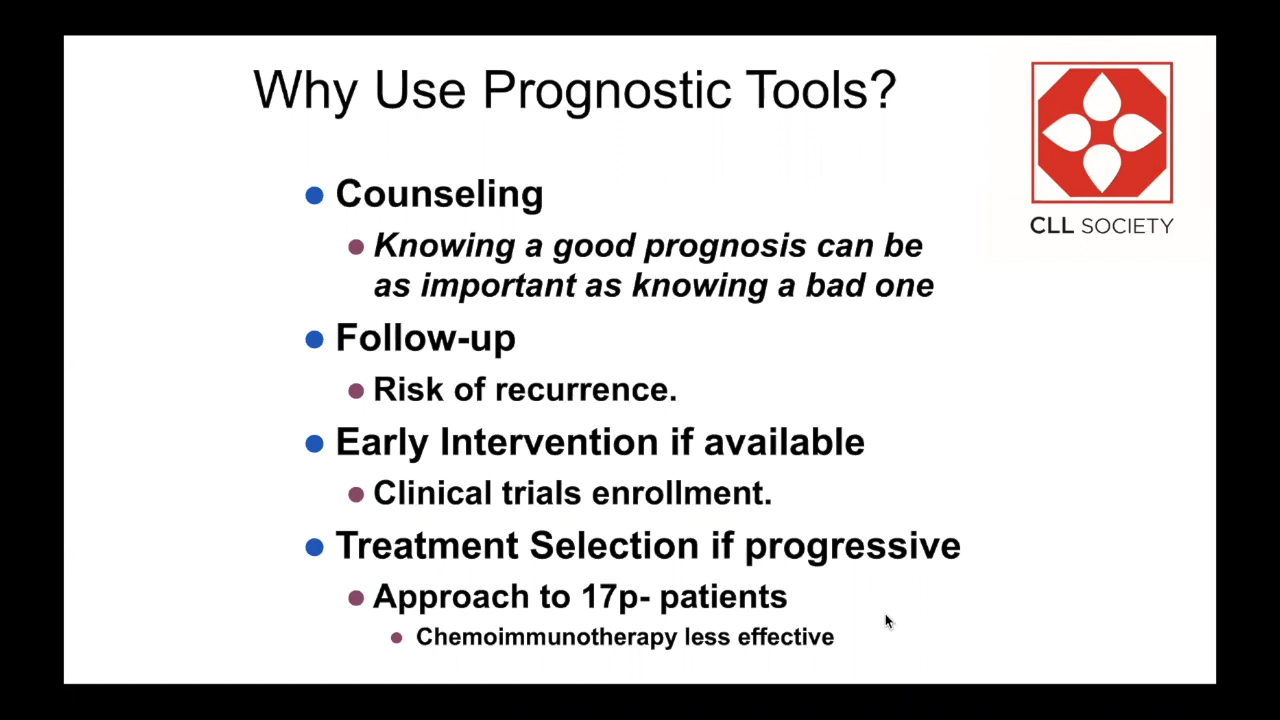 Why Use Prognostic Tools?
CLL SOCIETY
Counseling
Knowing a good prognosis can be
as important as knowing a bad one
Follow-up
Risk of recurrence.
Early Intervention if available
Clinical trials enrollment.
Treatment Selection if progressive
Approach to 17p- patients
Chemoimmunotherapy less effective